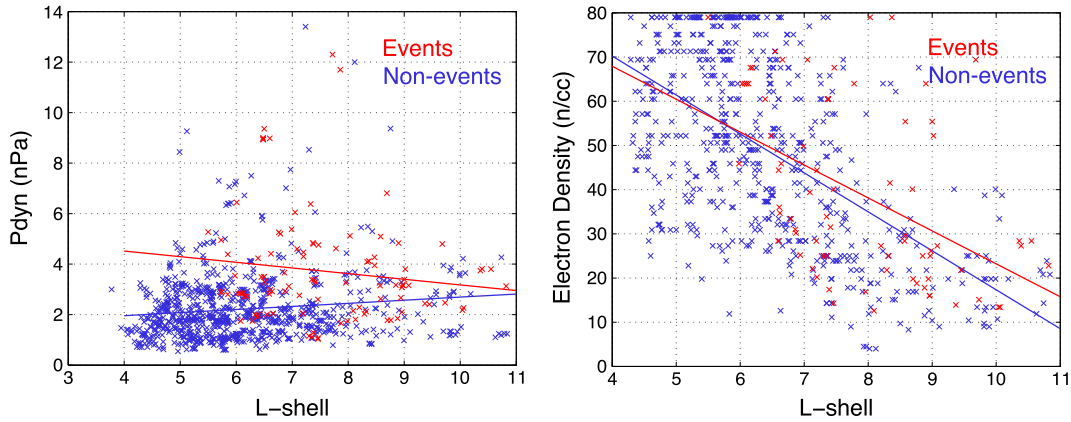 14
12
10
8
6
4
2
0
3 4 5 6 7 8 9 10 11
Pdyn (nPa)
L-shell
Events
Non-events
80
70
60
50
40
30
20
10
0
4 5 6 7 8 9 10 11
Electron Density (n/cc)
L-shell
Events
Non-events